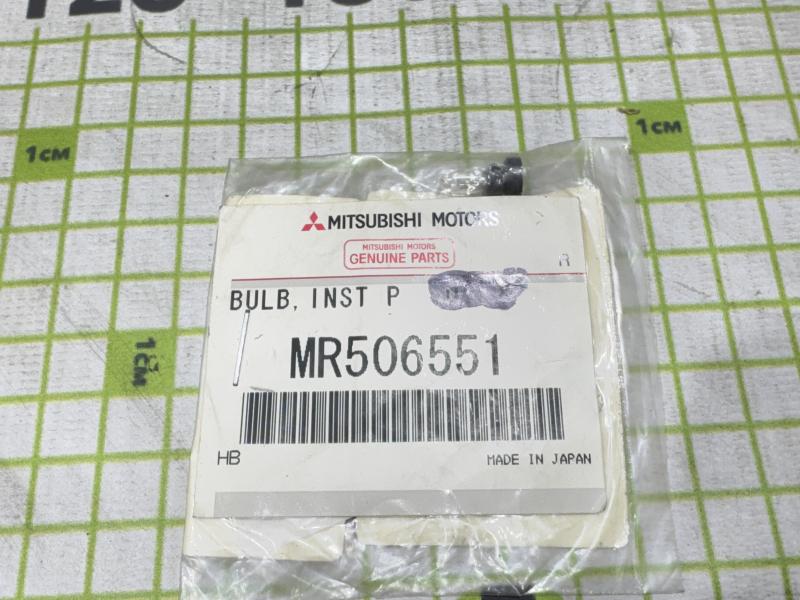 1см
1см
MITSUBISHI MOTORS
MITSUBISHI MOTORS
GENUINE PARTS
R
BULB, INST P
MR506551
1см
HB
MADE IN JAPAN